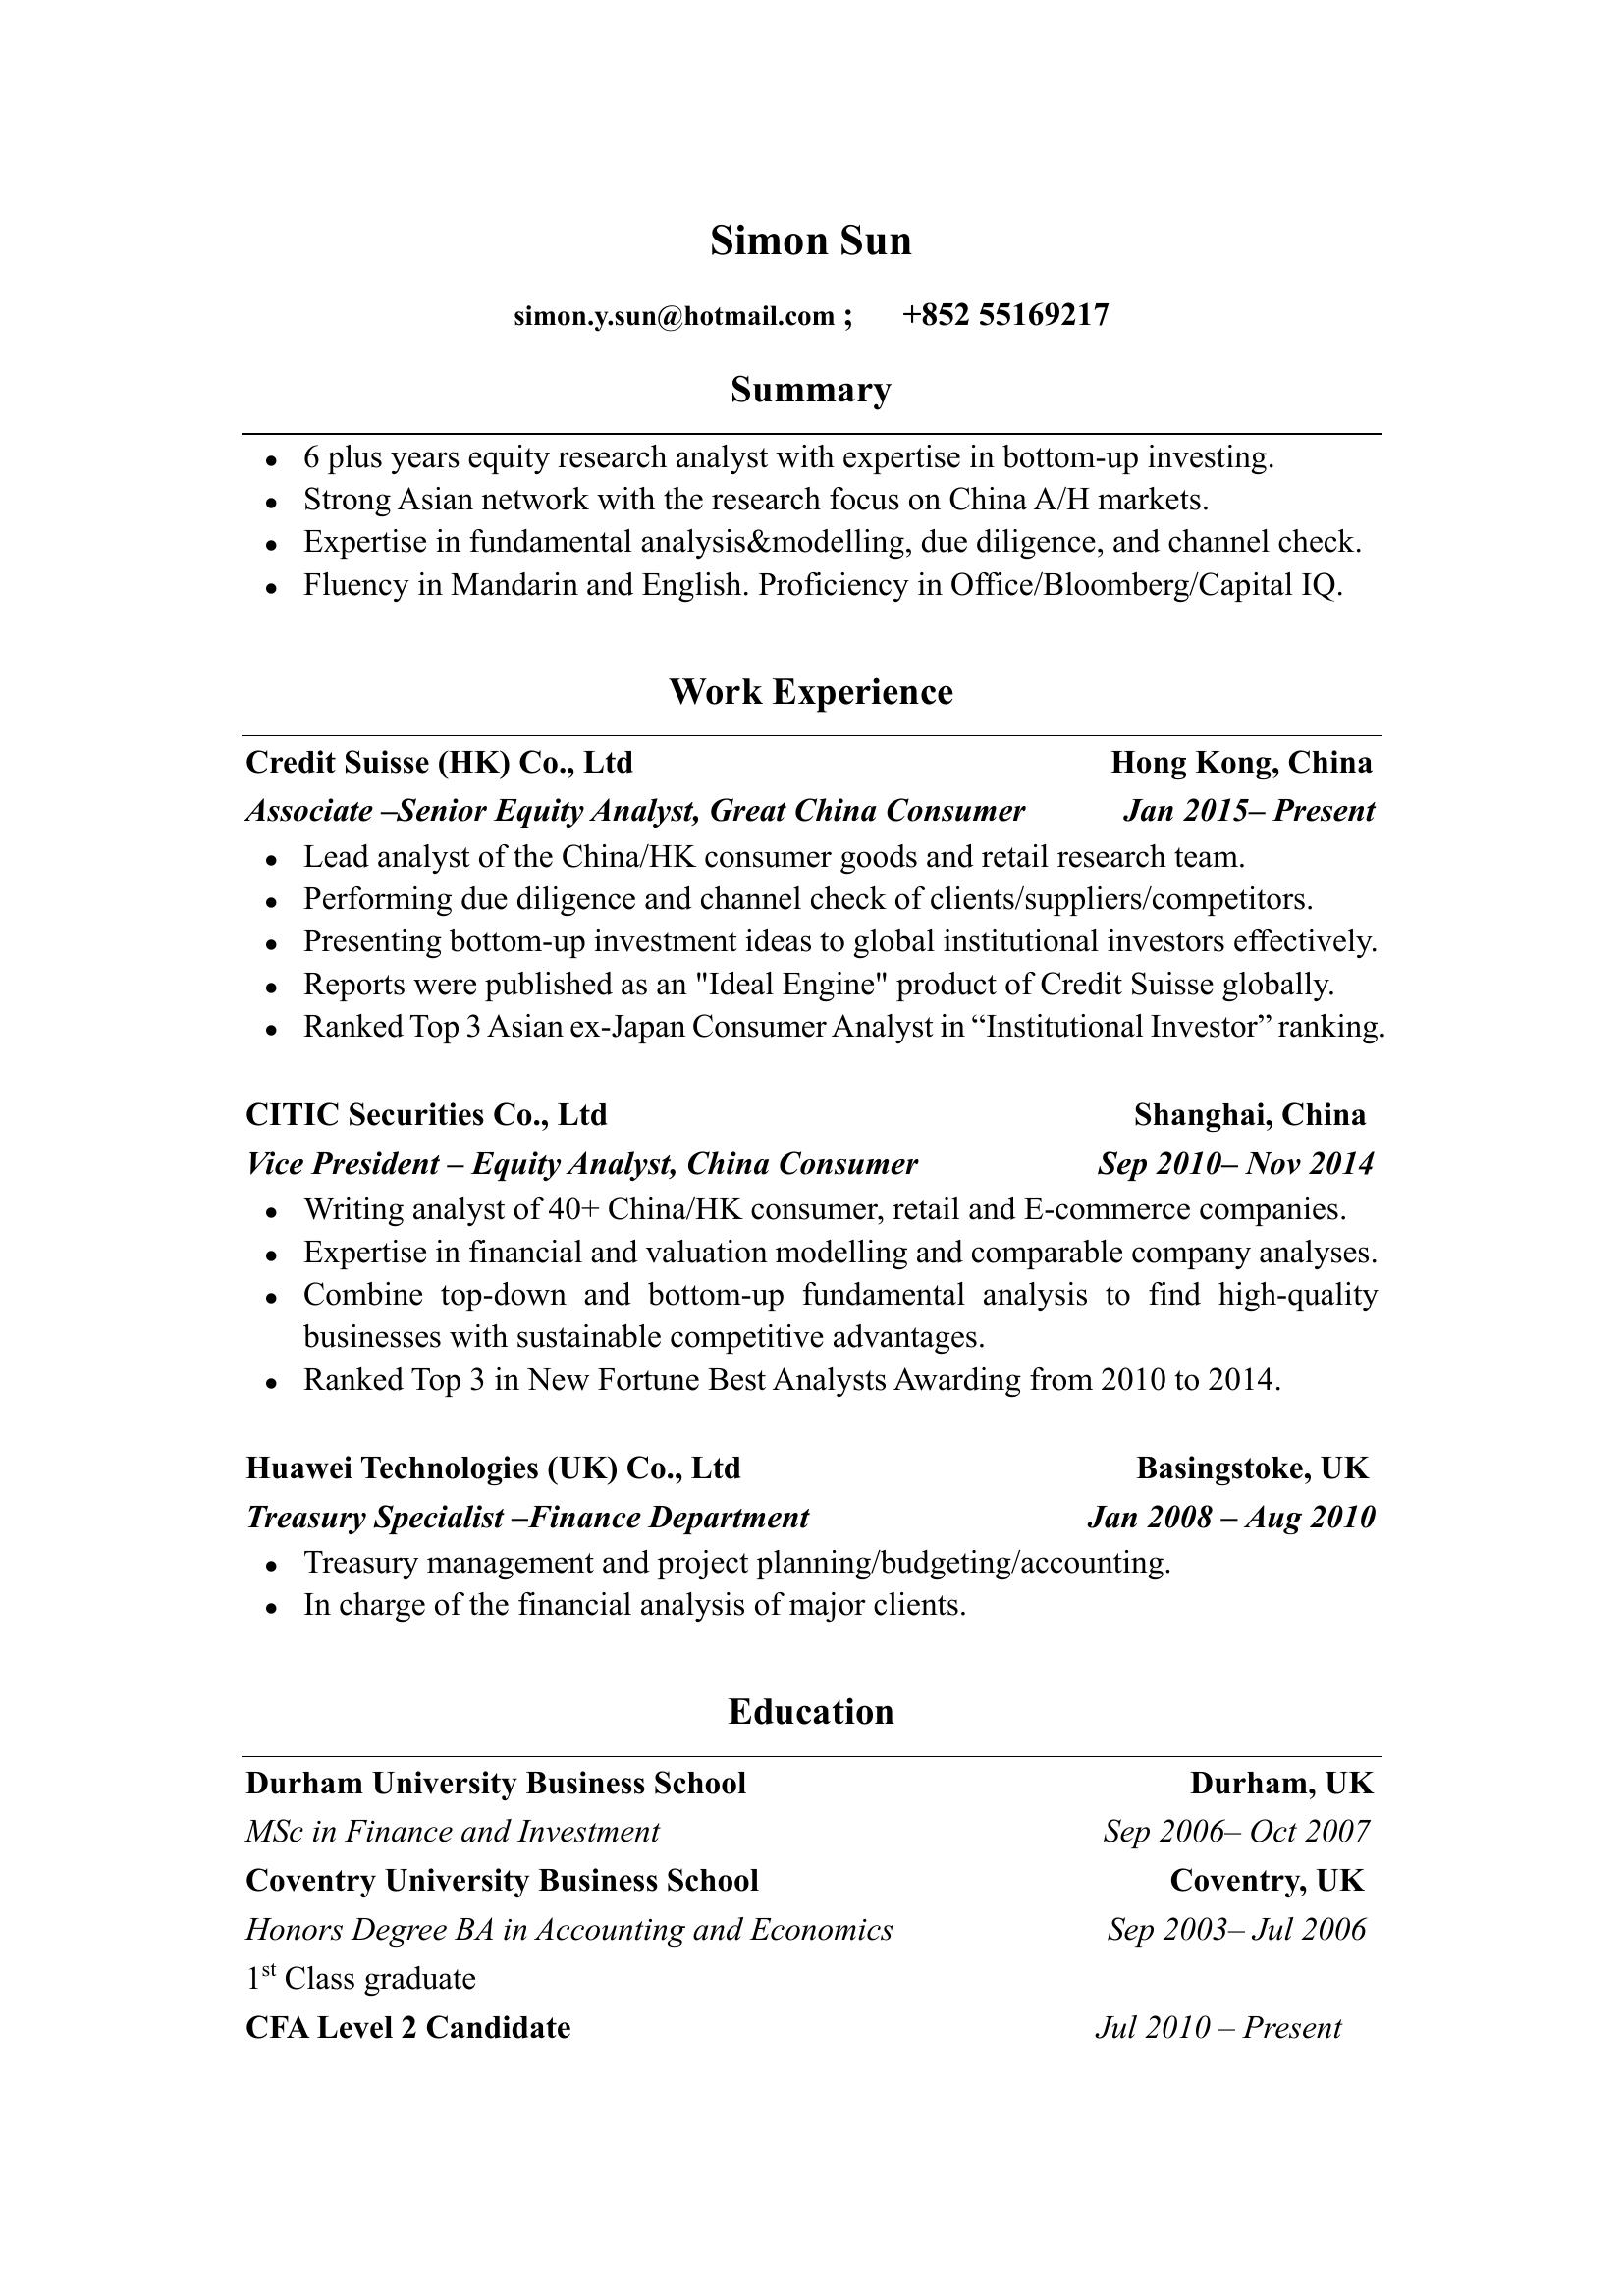 Simon Sun
simon.y.sun@hotmail.com ; +852 55169217
Summary
● 6 plus years equity research analyst with expertise in bottom-up investing.
● Strong Asian network with the research focus on China A/H markets.
● Expertise in fundamental analysis&modelling, due diligence, and channel check.
● Fluency in Mandarin and English. Proficiency in Office/Bloomberg/Capital IQ.
Work Experience
Credit Suisse (HK) Co., Ltd Hong Kong, China
Associate –Senior Equity Analyst, Great China Consumer Jan 2015– Present
● Lead analyst of the China/HK consumer goods and retail research team.
● Performing due diligence and channel check of clients/suppliers/competitors.
● Presenting bottom-up investment ideas to global institutional investors effectively.
● Reports were published as an "Ideal Engine" product of Credit Suisse globally.
● Ranked Top 3 Asian ex-Japan Consumer Analyst in “Institutional Investor” ranking.
CITIC Securities Co., Ltd Shanghai, China
Vice President – Equity Analyst, China Consumer Sep 2010– Nov 2014
● Writing analyst of 40+ China/HK consumer, retail and E-commerce companies.
● Expertise in financial and valuation modelling and comparable company analyses.
● Combine top-down and bottom-up fundamental analysis to find high-quality
businesses with sustainable competitive advantages.
● Ranked Top 3 in New Fortune Best Analysts Awarding from 2010 to 2014.
Huawei Technologies (UK) Co., Ltd Basingstoke, UK
Treasury Specialist –Finance Department Jan 2008 – Aug 2010
● Treasury management and project planning/budgeting/accounting.
● In charge of the financial analysis of major clients.
Education
Durham University Business School Durham, UK
MSc in Finance and Investment Sep 2006– Oct 2007
Coventry University Business School Coventry, UK
Honors Degree BA in Accounting and Economics Sep 2003– Jul 2006
1st Class graduate
CFA Level 2 Candidate Jul 2010 – Present